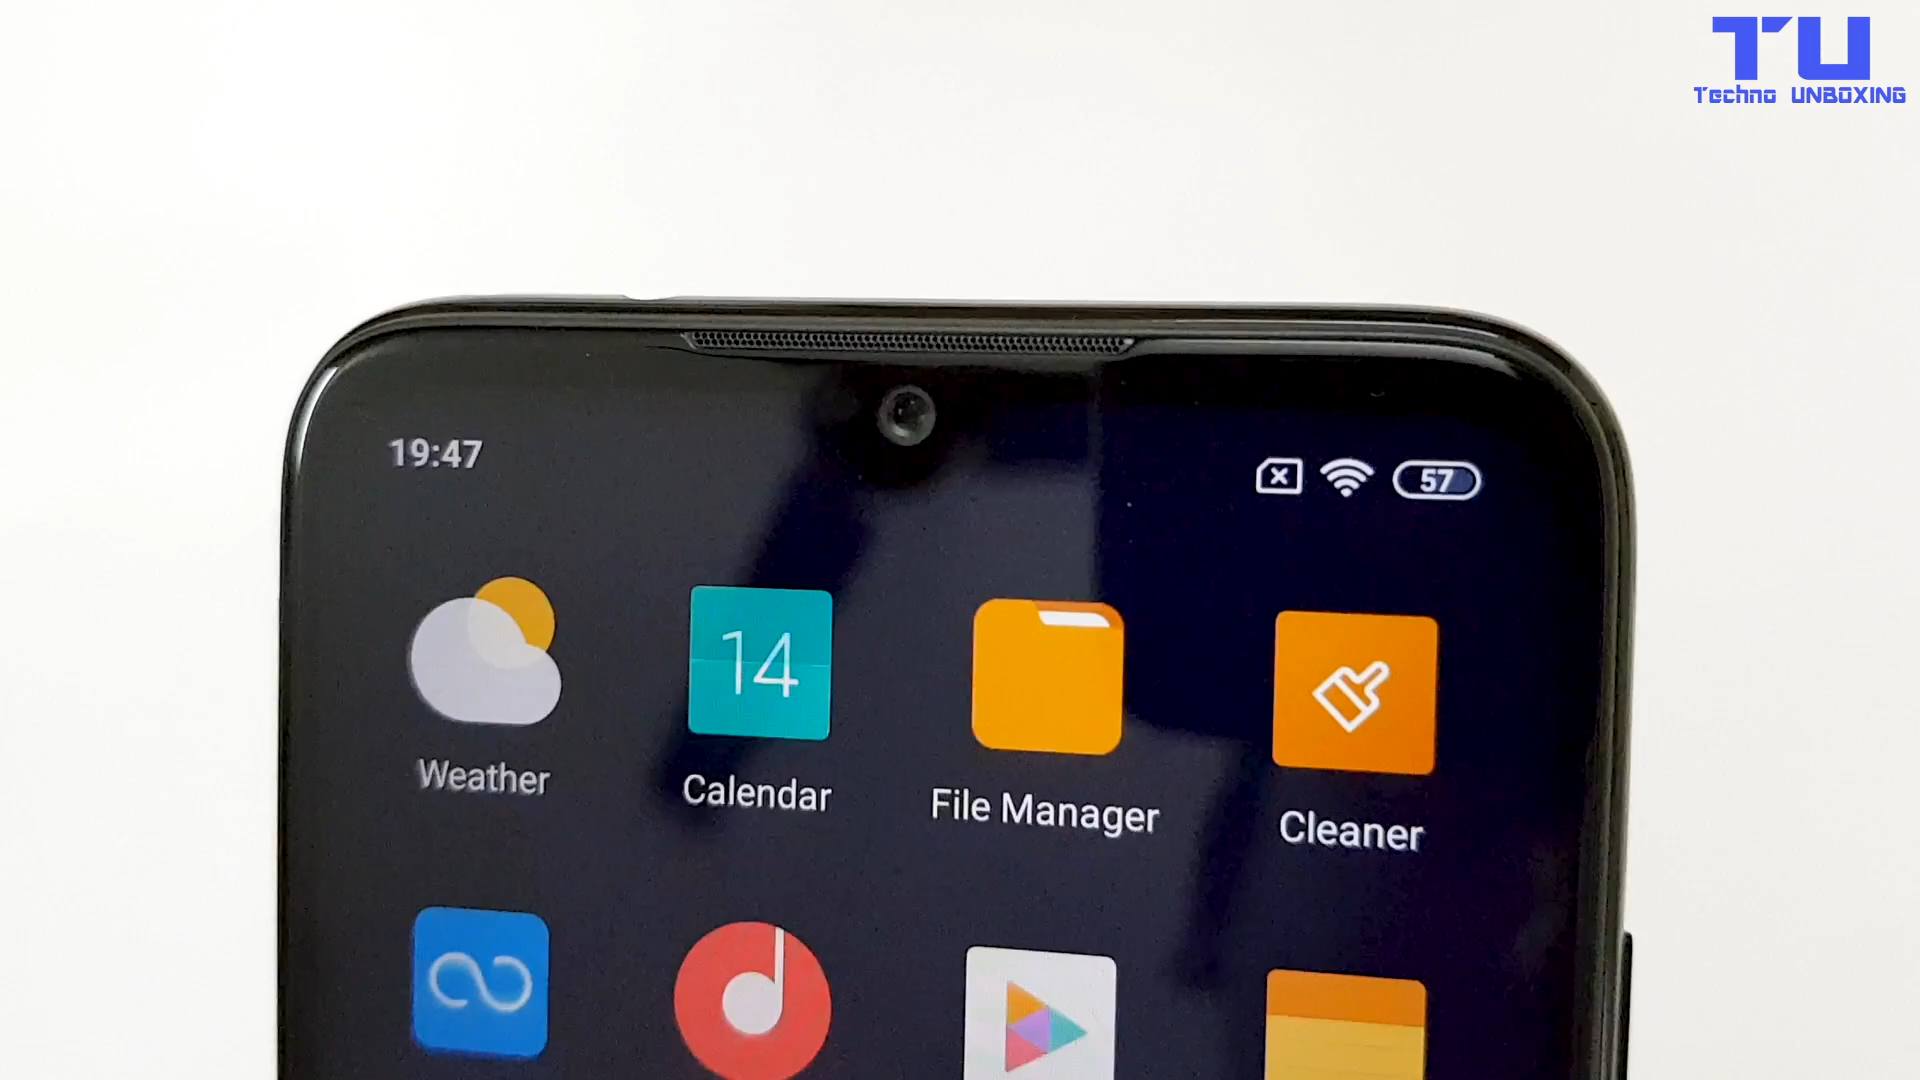 TU
Techno UNBOXING
19:47
57
14
Weather
Calendar
File Manager
Cleaner